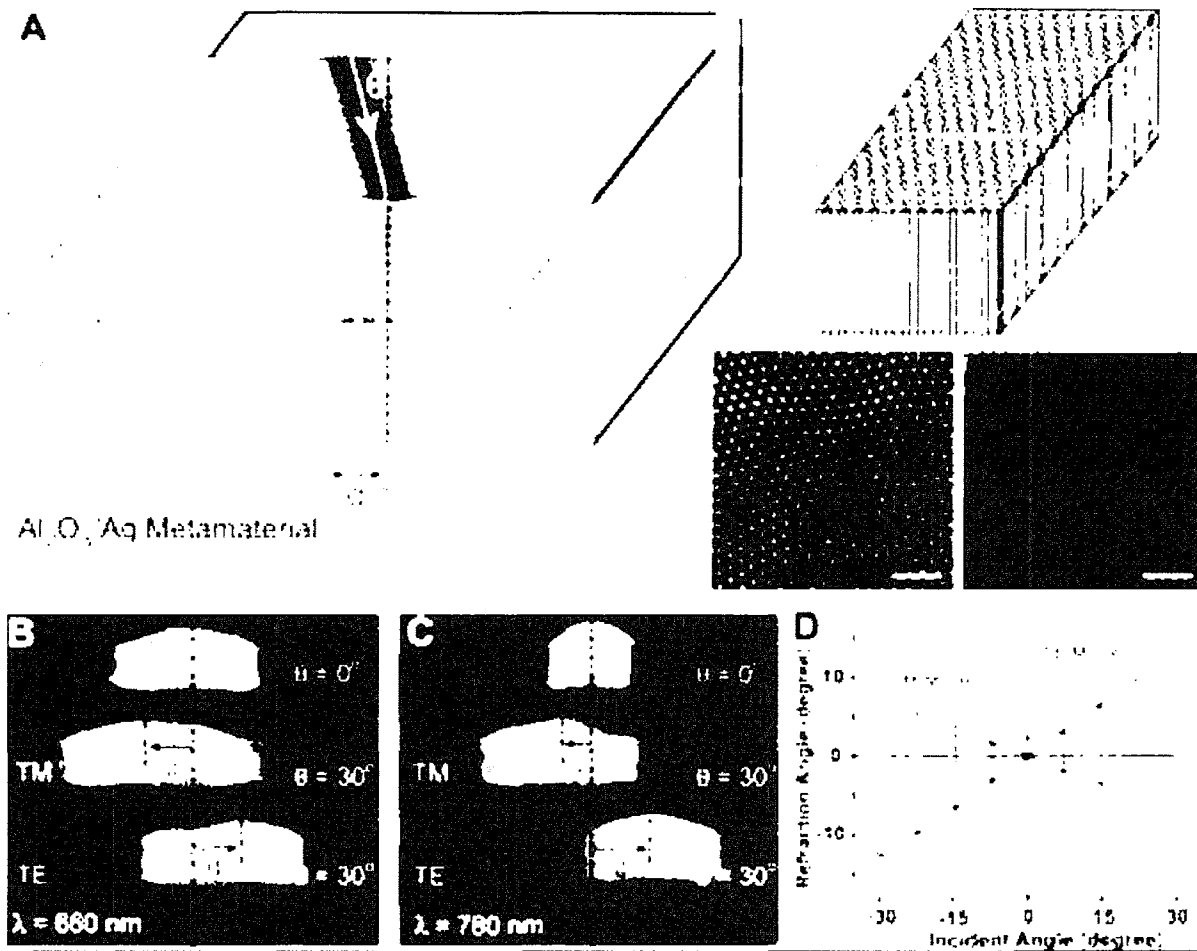 A
Al₂O₃/Ag Metamaterial
B
θ = 0°
TM
θ = 30°
TE
= 30°
λ = 660 nm
C
θ = 0°
TM
θ = 30°
TE
= 30°
λ = 780 nm
D
Refraction Angle (degree)
10
0
-10
-30
-15
0
15
30
Incident Angle (degree)